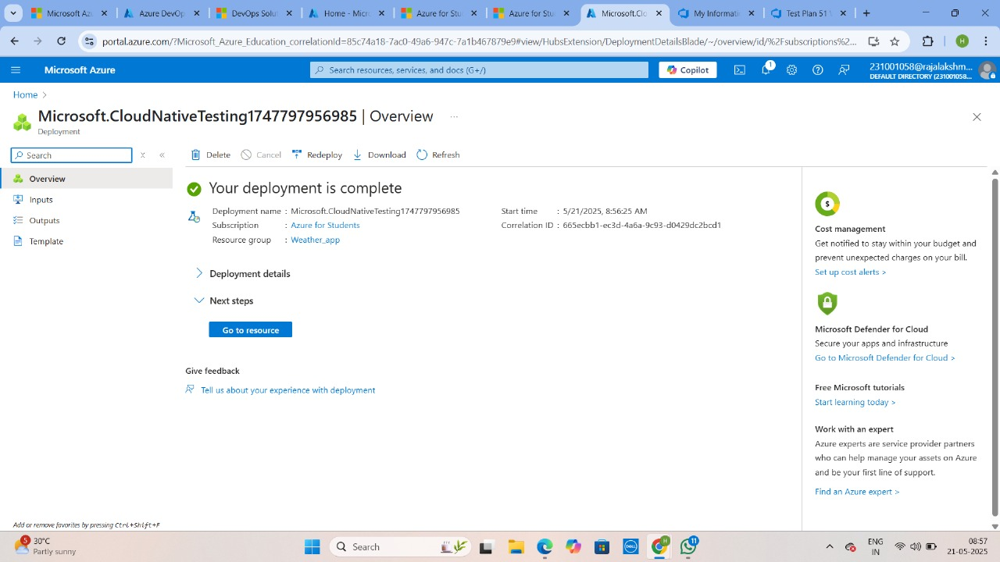 Microsoft Az
Azure DevO
DevOps Solu
Home - Micr
Azure for Stu
Azure for Stu
Microsoft.Clo
My Informati
Test Plan 51 \
portal.azure.com/?Microsoft_Azure_Education_correlationId=85c74a18-7ac0-49a6-947c-7a1b467879e9#view/HubsExtension/DeploymentDetailsBlade/~/overview/id/%2Fsubscriptions%2...
H
Microsoft Azure
Search resources, services, and docs (G+/)
Copilot
1
231001058@rajalakshm...
DEFAULT DIRECTORY (231001058...
Home >
Microsoft.CloudNativeTesting1747797956985 | Overview ...
Deployment
Search
Delete
Cancel
Redeploy
Download
Refresh
Overview
Inputs
Outputs
Template
Your deployment is complete
Deployment name : Microsoft.CloudNativeTesting1747797956985
Subscription : Azure for Students
Resource group : Weather_app
Start time : 5/21/2025, 8:56:25 AM
Correlation ID : 665ecbb1-ec3d-4a6a-9c93-d0429dc2bcd1
Deployment details
Next steps
Go to resource
Give feedback
Tell us about your experience with deployment
$
Cost management
Get notified to stay within your budget and
prevent unexpected charges on your bill.
Set up cost alerts >
Microsoft Defender for Cloud
Secure your apps and infrastructure
Go to Microsoft Defender for Cloud >
Free Microsoft tutorials
Start learning today >
Work with an expert
Azure experts are service provider partners
who can help manage your assets on Azure
and be your first line of support.
Find an Azure expert >
Add or remove favorites by pressing Ctrl+Shift+F
5
30°C
Partly sunny
Search
DELL
H
11
ENG
IN
08:57
21-05-2025